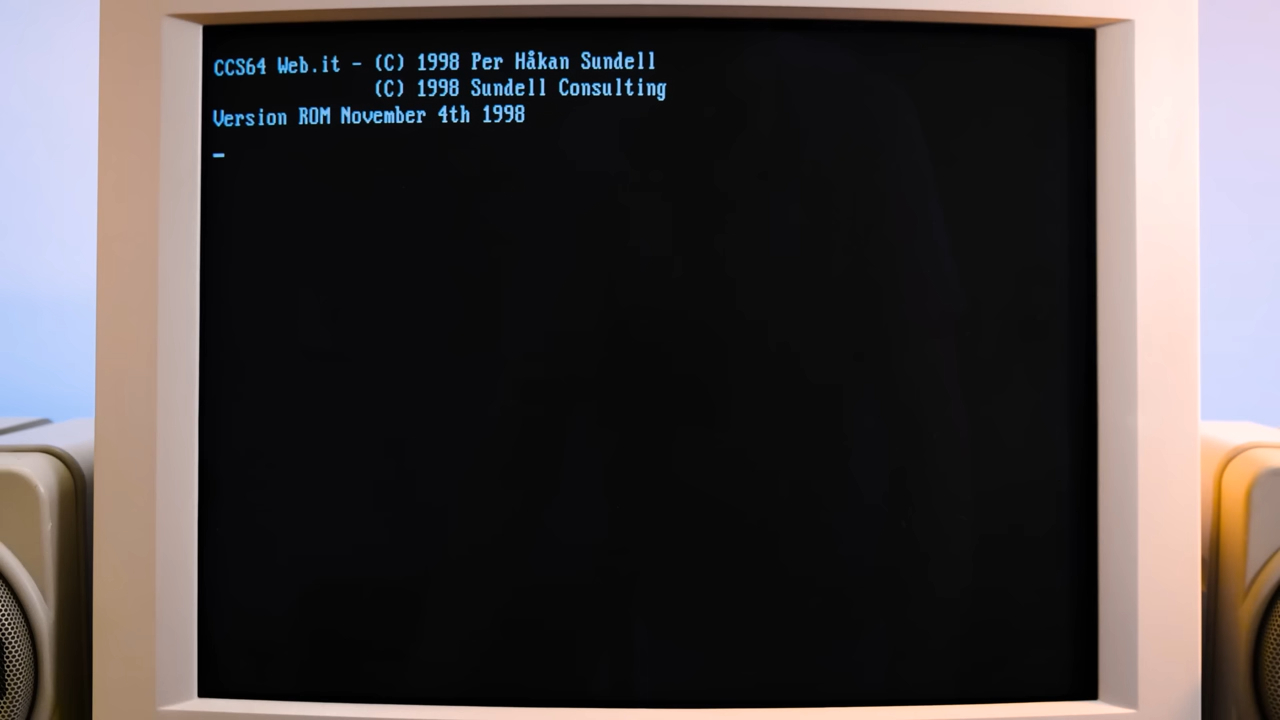 CCS64 Web.it - (C) 1998 Per Håkan Sundell
(C) 1998 Sundell Consulting
Version ROM November 4th 1998